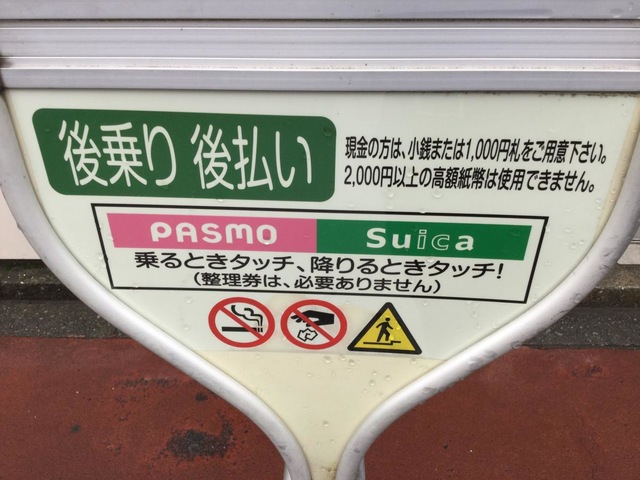 後乗り 後払い
現金の方は、小銭または1,000円札をご用意下さい。
2,000円以上の高額紙幣は使用できません。
PASMO Suica
乗るときタッチ、降りるときタッチ!
(整理券は、必要ありません)